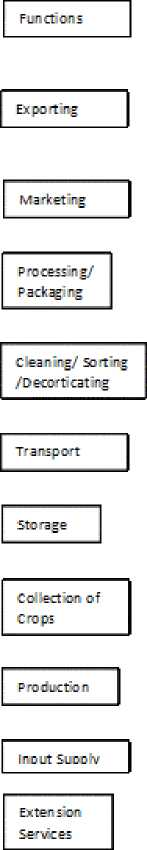 Functions
Exporting
Marketing
Processing/
Packaging
Cleaning/ Sorting
/Decorticating
Transport
Storage
Collection of
Crops
Production
Input Supply
Extension
Services